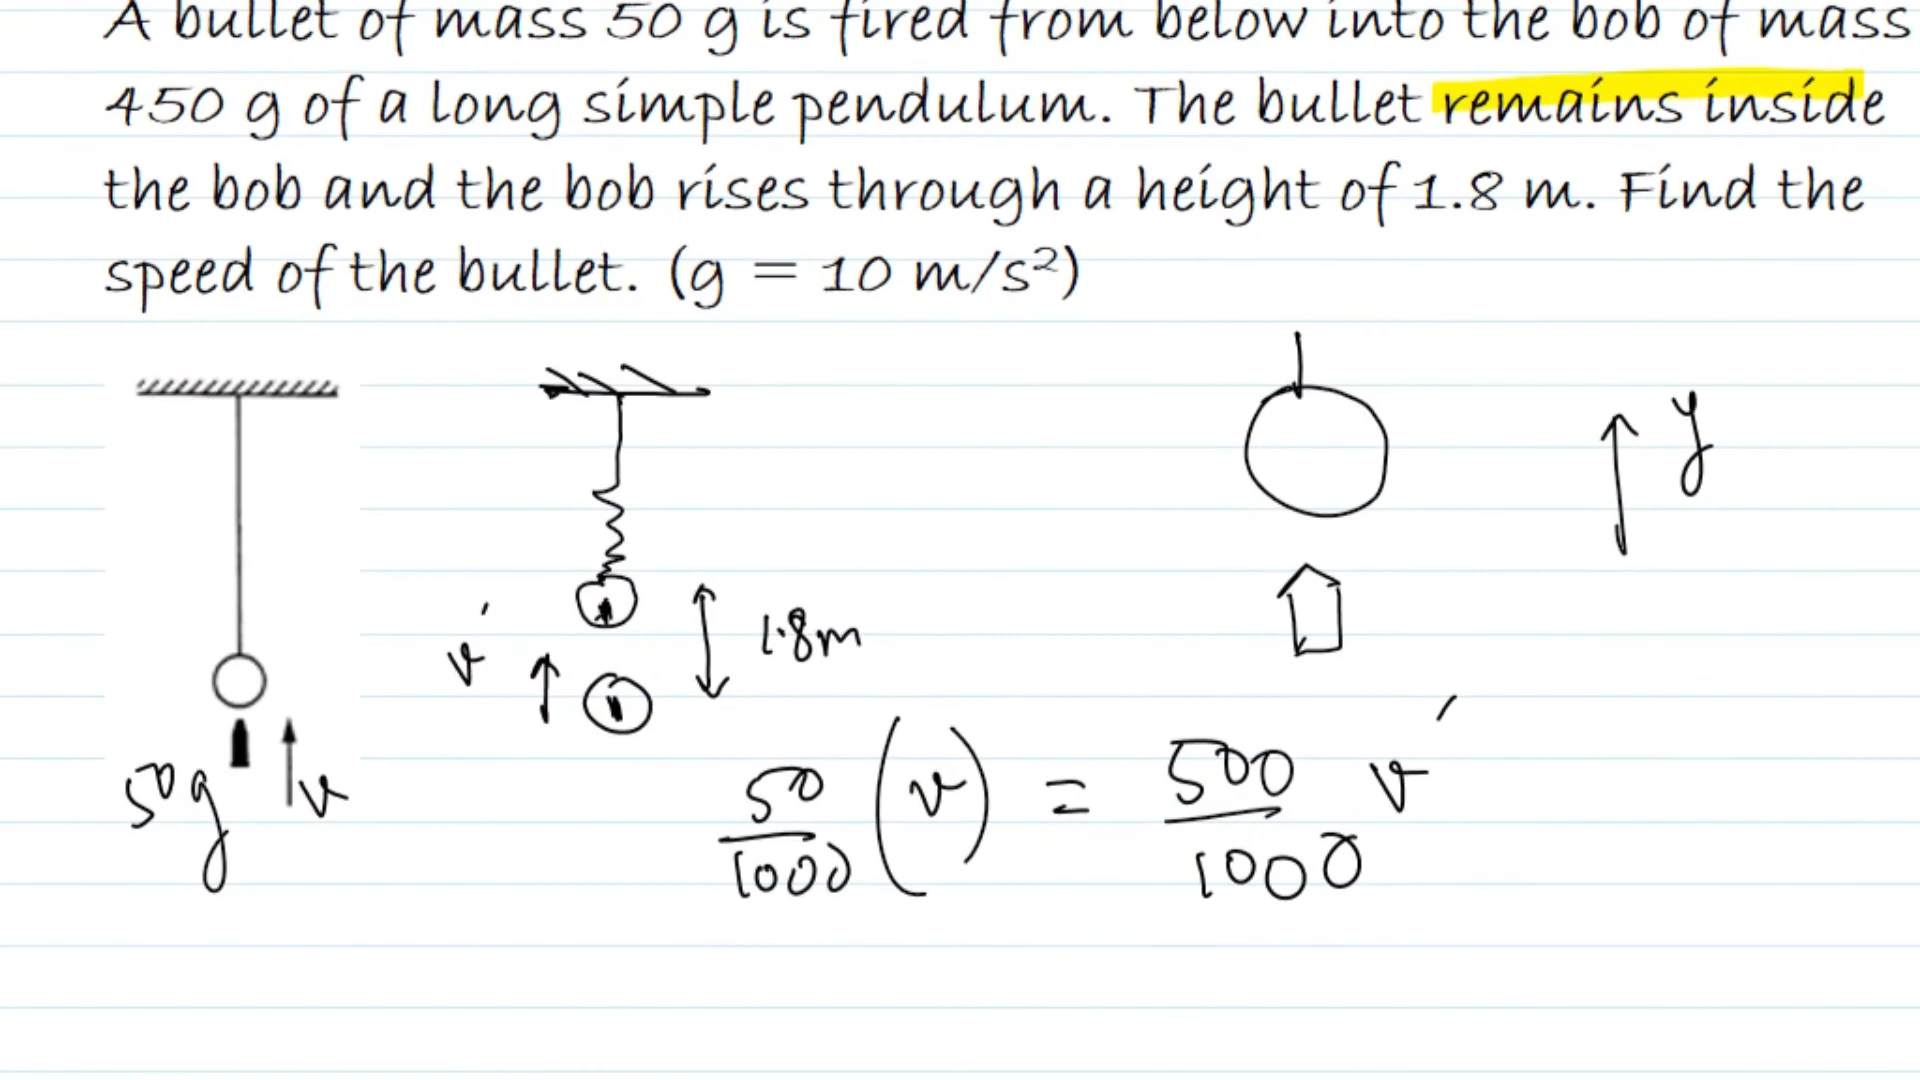 A bullet of mass 50 g is fired from below into the bob of mass
450 g of a long simple pendulum. The bullet remains inside
the bob and the bob rises through a height of 1.8 m. Find the
speed of the bullet. (g = 10 m/s²)
y
1.8m
v'
50g v
50/1000 (v) = 500/1000 v'